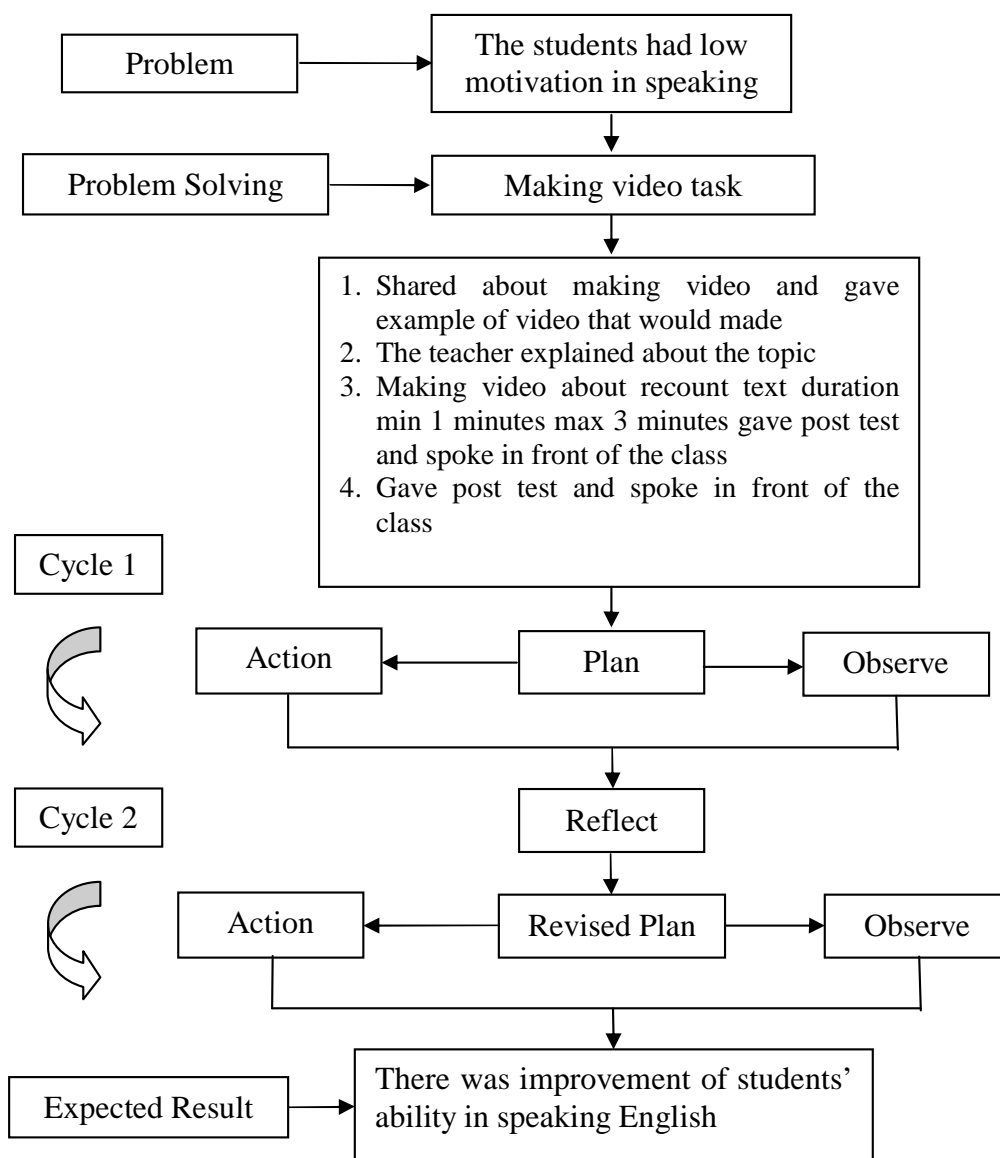 Problem
The students had low
motivation in speaking
Problem Solving
Making video task
1. Shared about making video and gave
example of video that would made
2. The teacher explained about the topic
3. Making video about recount text duration
min 1 minutes max 3 minutes gave post test
and spoke in front of the class
4. Gave post test and spoke in front of the
class
Cycle 1
Action
Plan
Observe
Cycle 2
Reflect
Action
Revised Plan
Observe
Expected Result
There was improvement of students’
ability in speaking English